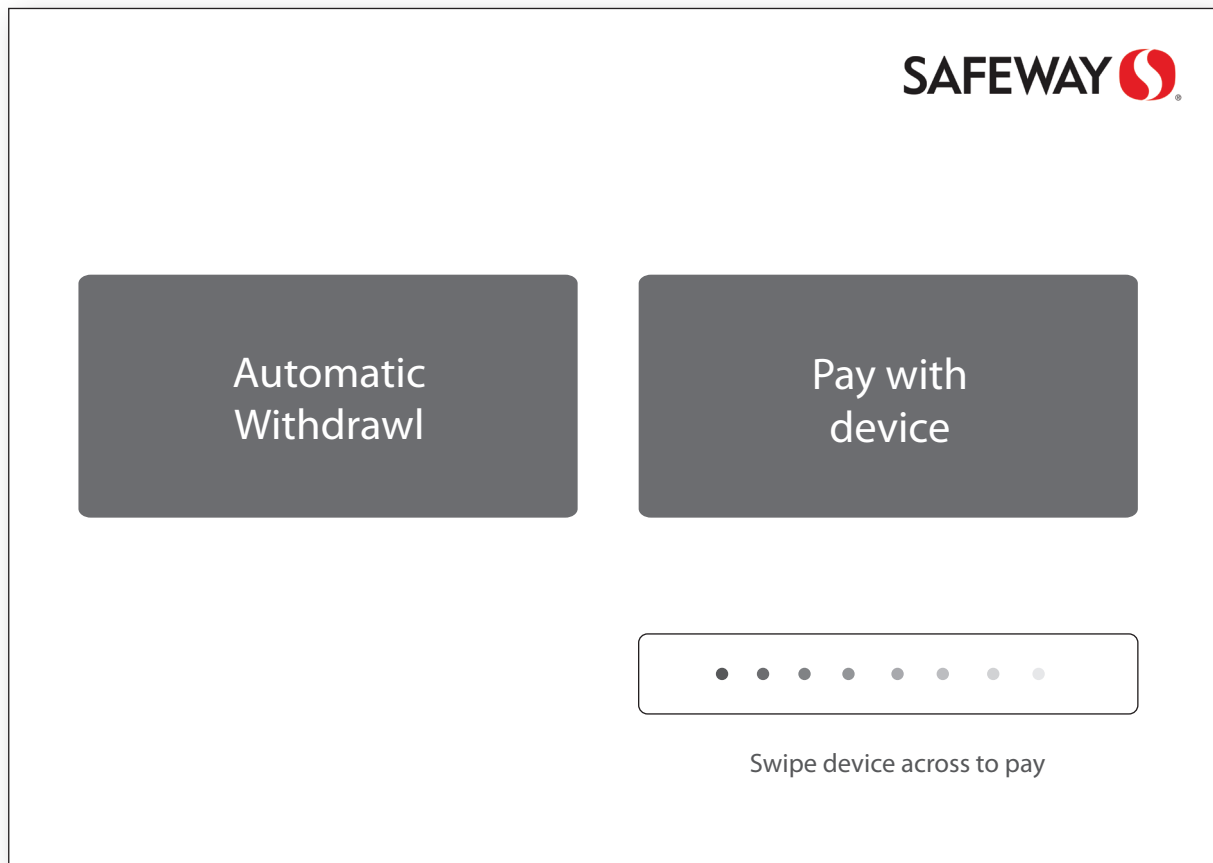 SAFEWAY
Automatic
Withdrawl
Pay with
device
Swipe device across to pay